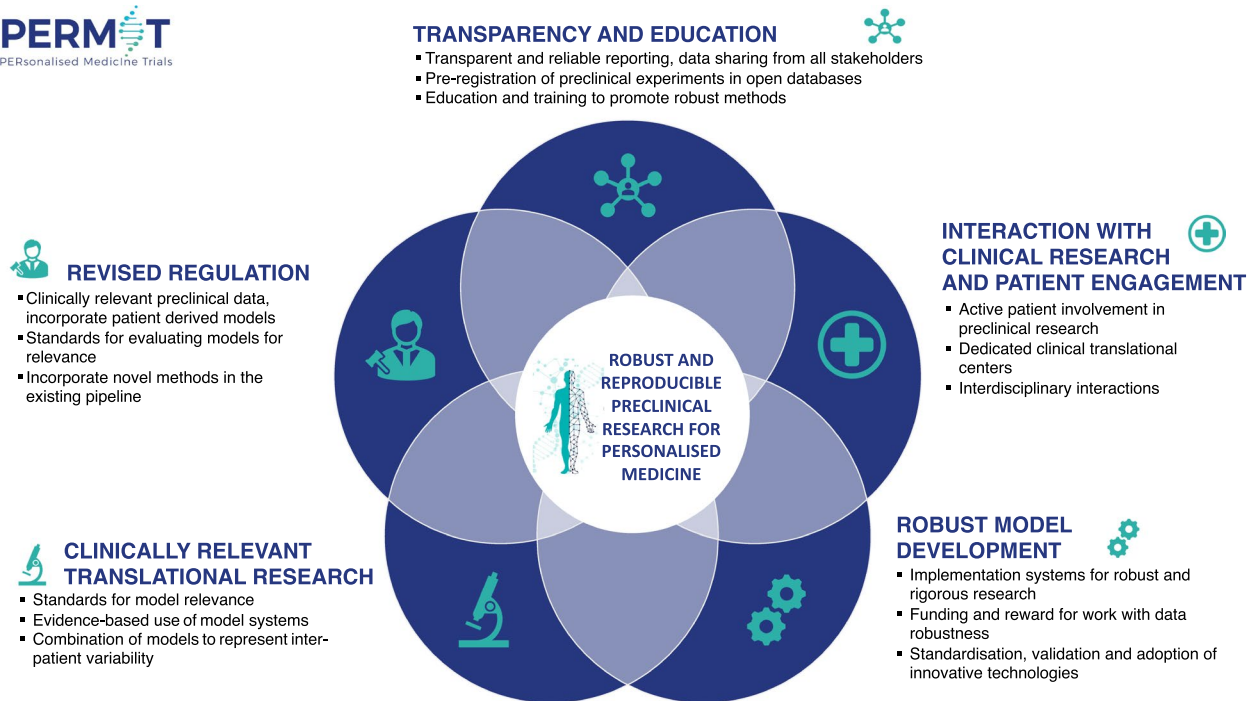 PERMIT
PERsonalised Medicine Trials
TRANSPARENCY AND EDUCATION
▪ Transparent and reliable reporting, data sharing from all stakeholders
▪ Pre-registration of preclinical experiments in open databases
▪ Education and training to promote robust methods
INTERACTION WITH
CLINICAL RESEARCH
AND PATIENT ENGAGEMENT
▪ Active patient involvement in
preclinical research
▪ Dedicated clinical translational
centers
▪ Interdisciplinary interactions
REVISED REGULATION
▪ Clinically relevant preclinical data,
incorporate patient derived models
▪ Standards for evaluating models for
relevance
▪ Incorporate novel methods in the
existing pipeline
ROBUST AND
REPRODUCIBLE
PRECLINICAL
RESEARCH FOR
PERSONALISED
MEDICINE
ROBUST MODEL
DEVELOPMENT
▪ Implementation systems for robust and
rigorous research
▪ Funding and reward for work with data
robustness
▪ Standardisation, validation and adoption of
innovative technologies
CLINICALLY RELEVANT
TRANSLATIONAL RESEARCH
▪ Standards for model relevance
▪ Evidence-based use of model systems
▪ Combination of models to represent inter-
patient variability